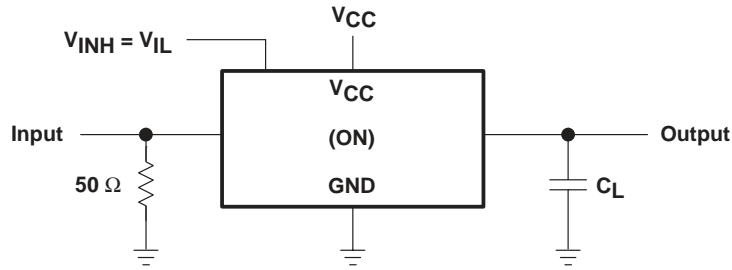 VCC
VINH = VIL
VCC
Input
(ON)
Output
50 Ω
GND
CL